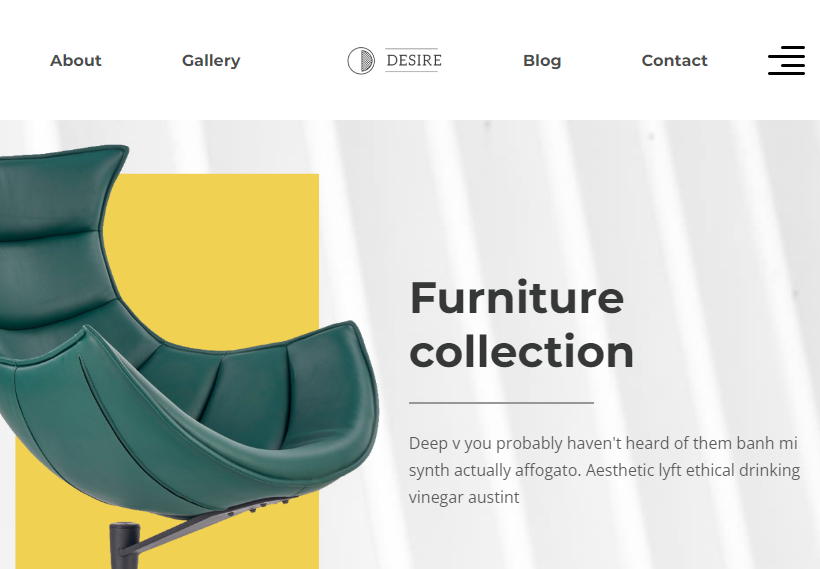 About
Gallery
DESIRE
Blog
Contact
Furniture
collection
Deep v you probably haven't heard of them banh mi
synth actually affogato. Aesthetic lyft ethical drinking
vinegar austint